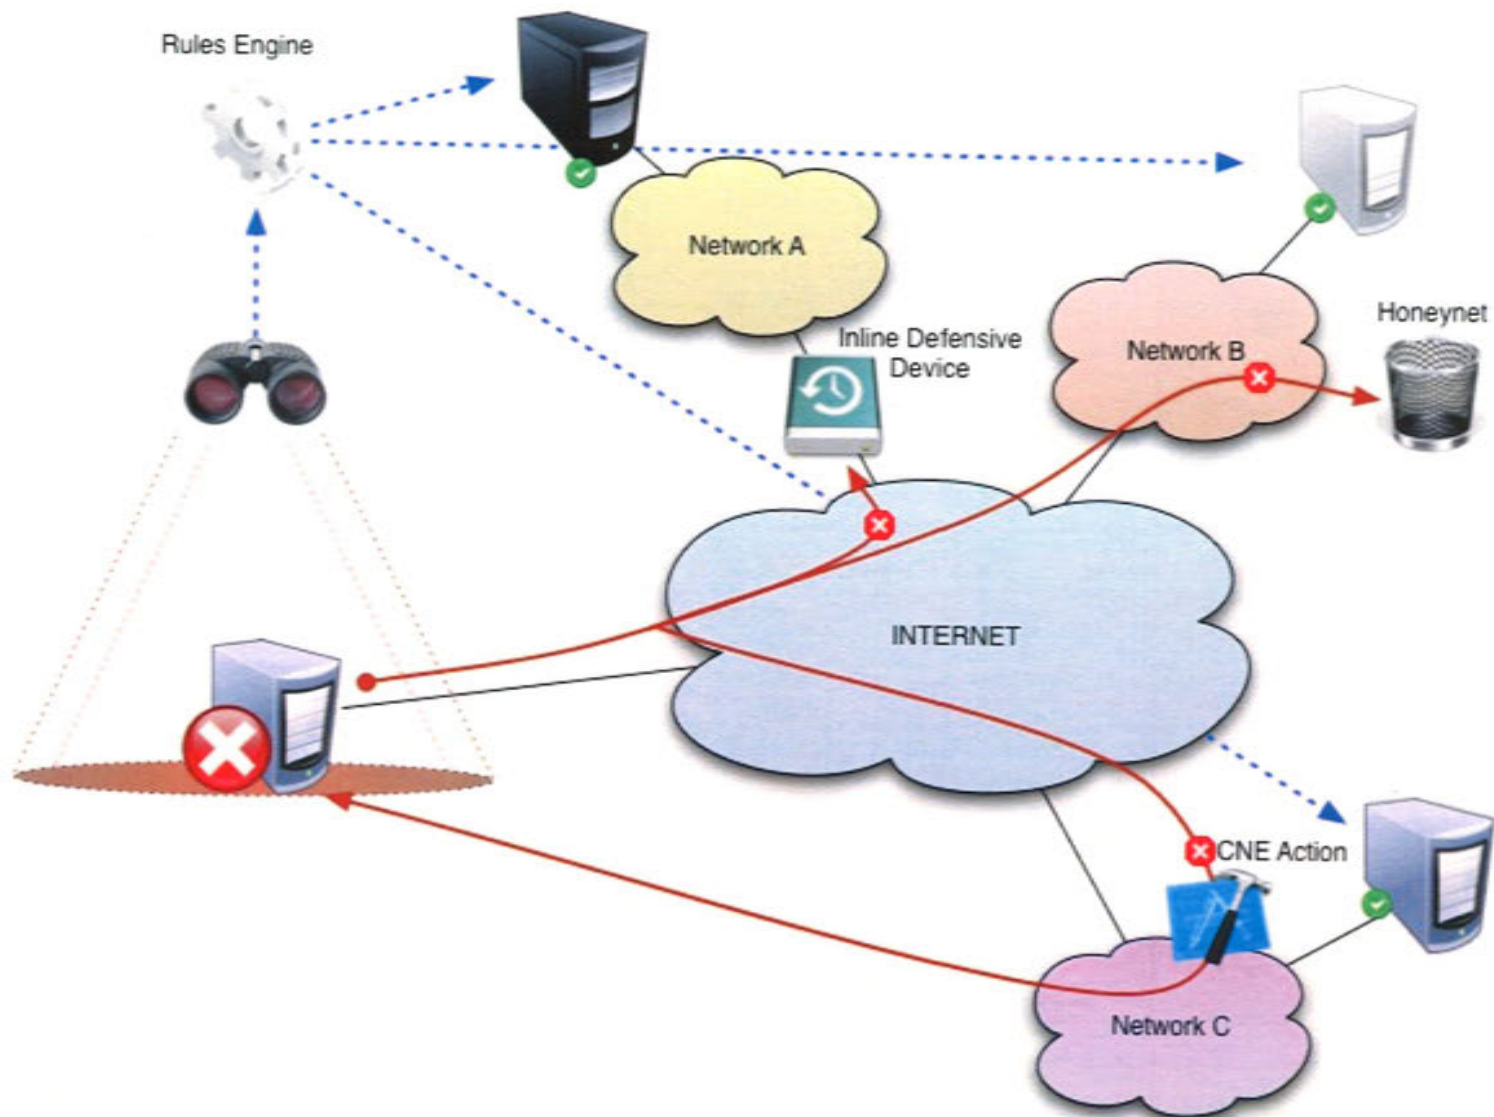 Rules Engine
Network A
Inline Defensive
Device
Network B
Honeynet
INTERNET
CNE Action
Network C